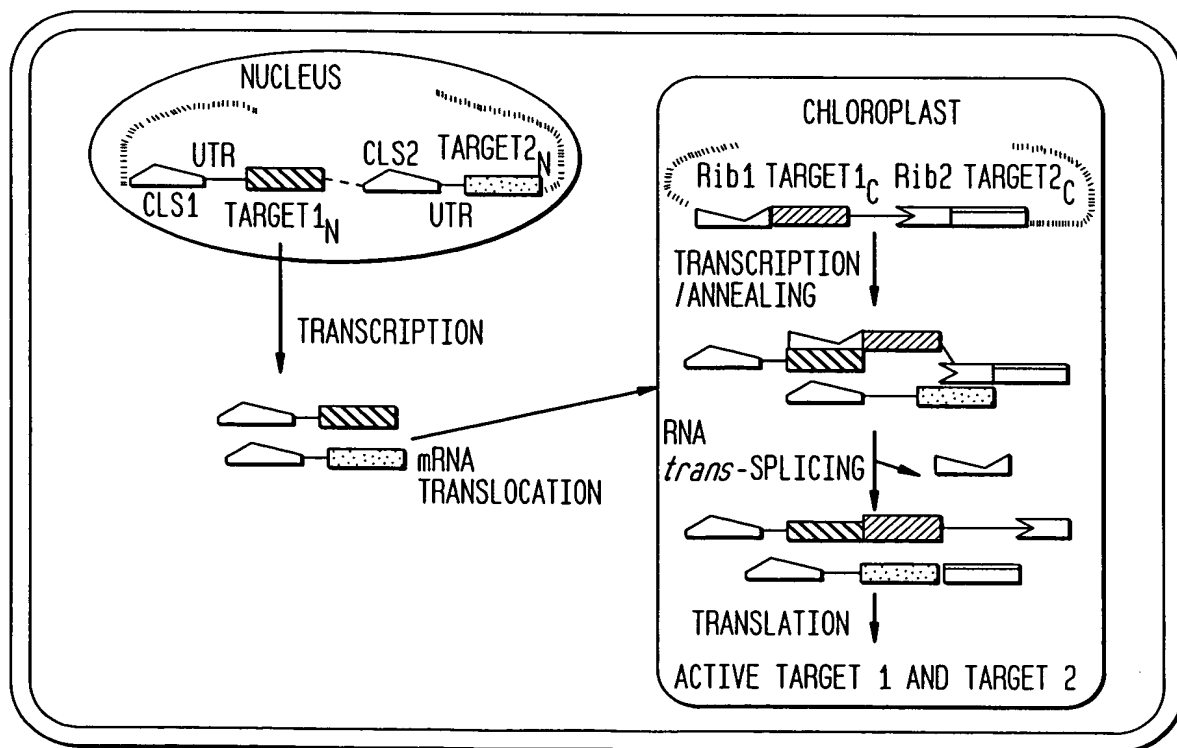 NUCLEUS
UTR
CLS2
TARGET2N
CLS1
TARGET1N
UTR
TRANSCRIPTION
mRNA
TRANSLOCATION
CHLOROPLAST
Rib1 TARGET1C Rib2 TARGET2C
TRANSCRIPTION
/ANNEALING
RNA
trans-SPLICING
TRANSLATION
ACTIVE TARGET 1 AND TARGET 2